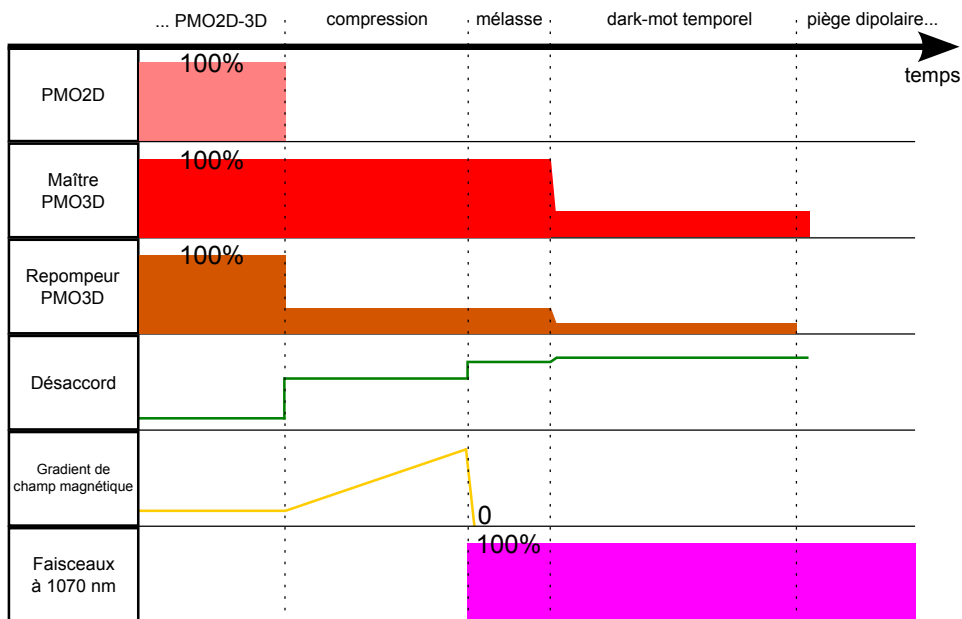 ... PMO2D-3D
compression
mélasse
dark-mot temporel
piège dipolaire...
temps
PMO2D
100%
Maître
PMO3D
100%
Repompeur
PMO3D
100%
Désaccord
Gradient de
champ magnétique
0
Faisceaux
à 1070 nm
100%